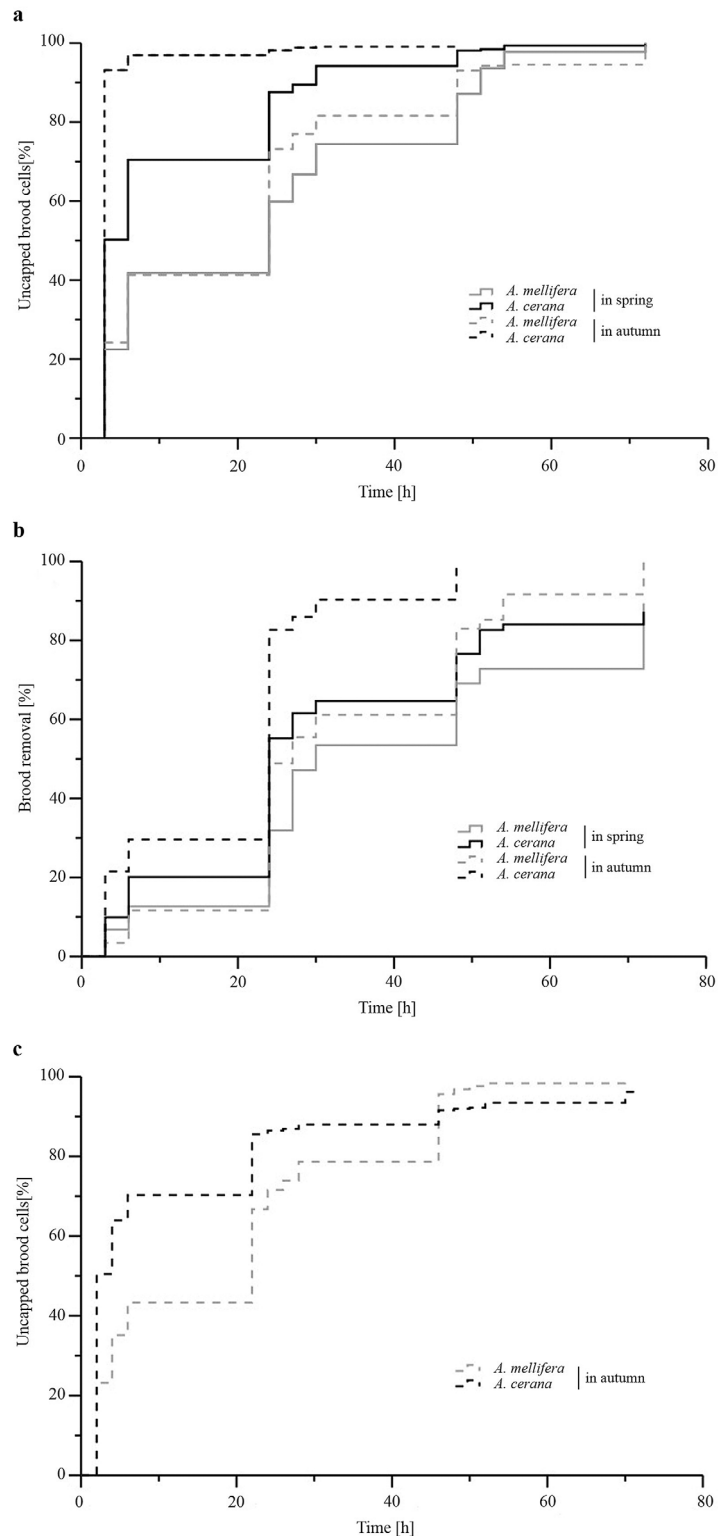 a
100
80
60
40
20
0
Uncapped brood cells[%]
A. mellifera
A. cerana
in spring
A. mellifera
A. cerana
in autumn
0 20 40 60 80
Time [h]
b
100
80
60
40
20
0
Brood removal [%]
A. mellifera
A. cerana
in spring
A. mellifera
A. cerana
in autumn
0 20 40 60 80
Time [h]
c
100
80
60
40
20
0
Uncapped brood cells[%]
A. mellifera
A. cerana
in autumn
0 20 40 60 80
Time [h]